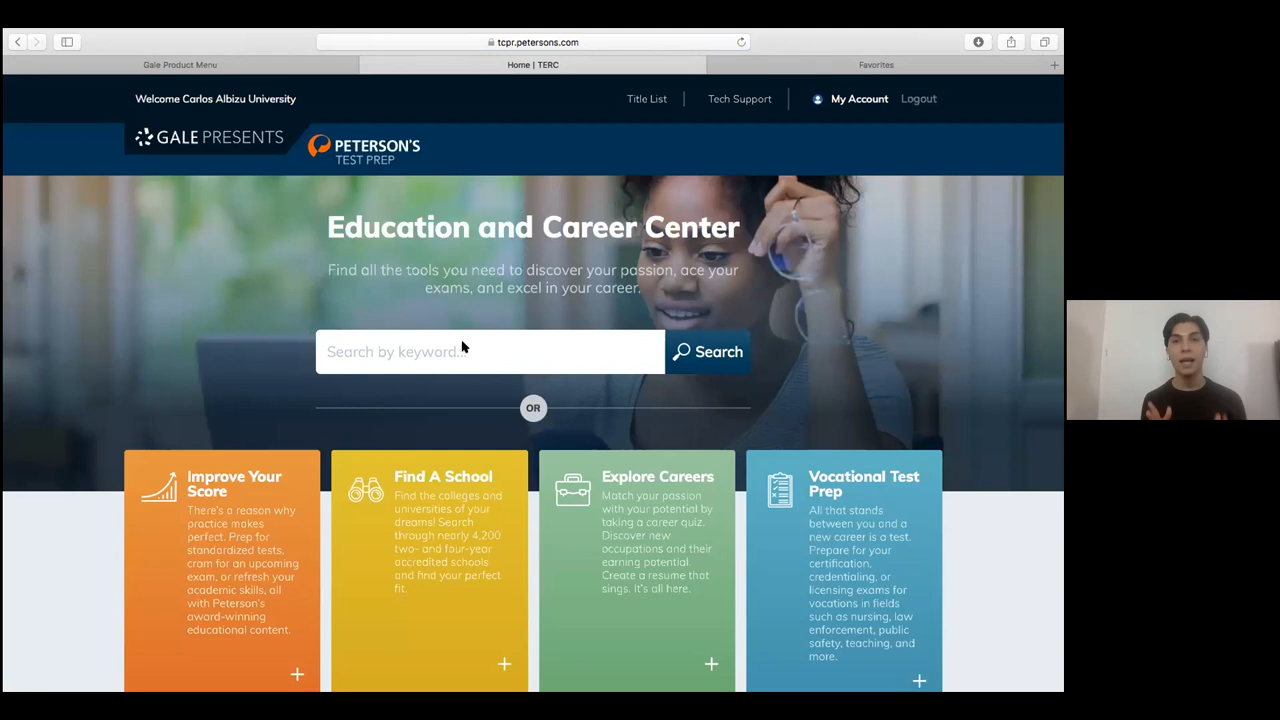 tcpr.petersons.com
Gale Product Menu
Home | TERC
Favorites
Welcome Carlos Albizu University
Title List
Tech Support
My Account
Logout
GALE PRESENTS
PETERSON'S
TEST PREP
Education and Career Center
Find all the tools you need to discover your passion, ace your
exams, and excel in your career.
Search by keyword...
Search
OR
Improve Your
Score
There's a reason why
practice makes
perfect. Prep for
standardized tests,
cram for an upcoming
exam, or refresh your
academic skills, all
with Peterson's
award-winning
educational content.
Find A School
Find the colleges and
universities of your
dreams! Search
through nearly 4,200
two- and four-year
accredited schools
and find your perfect
fit.
Explore Careers
Match your passion
with your potential by
taking a career quiz.
Discover new
occupations and their
earning potential.
Create a resume that
sings. It's all here.
Vocational Test
Prep
All that stands
between you and a
new career is a test.
Prepare for your
certification,
credentialing, or
licensing exams for
vocations in fields
such as nursing, law
enforcement, public
safety, teaching, and
more.